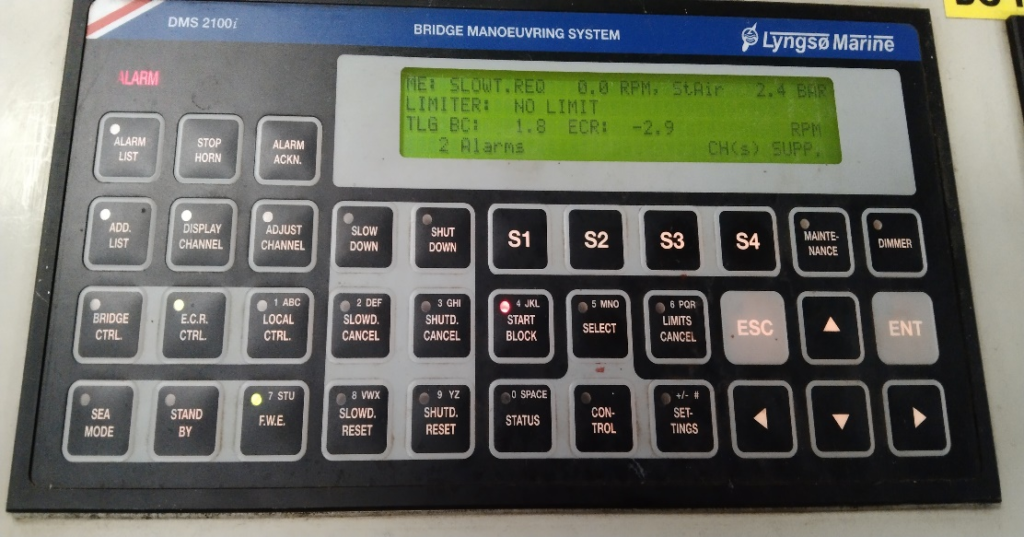 DMS 2100i
BRIDGE MANOEUVRING SYSTEM
Lyngsø Marine
ALARM
ME: SLOWT.REQ 0.0 RPM, StAir 2.4 BAR
LIMITER: NO LIMIT
TLG BC: 1.8 ECR: -2.9 RPM
2 Alarms CH(s) SUPP.
ALARM LIST
STOP HORN
ALARM ACKN.
ADD. LIST
DISPLAY CHANNEL
ADJUST CHANNEL
SLOW DOWN
SHUT DOWN
S1
S2
S3
S4
MAINTE-
NANCE
DIMMER
BRIDGE CTRL.
E.C.R. CTRL.
1 ABC
LOCAL CTRL.
2 DEF
SLOWD. CANCEL
3 GHI
SHUTD. CANCEL
4 JKL
START BLOCK
5 MNO
SELECT
6 PQR
LIMITS CANCEL
ESC
ENT
SEA MODE
STAND BY
7 STU
F.W.E.
8 VWX
SLOWD. RESET
9 YZ
SHUTD. RESET
0 SPACE
STATUS
CON-
TROL
+/- #
SET-
TINGS